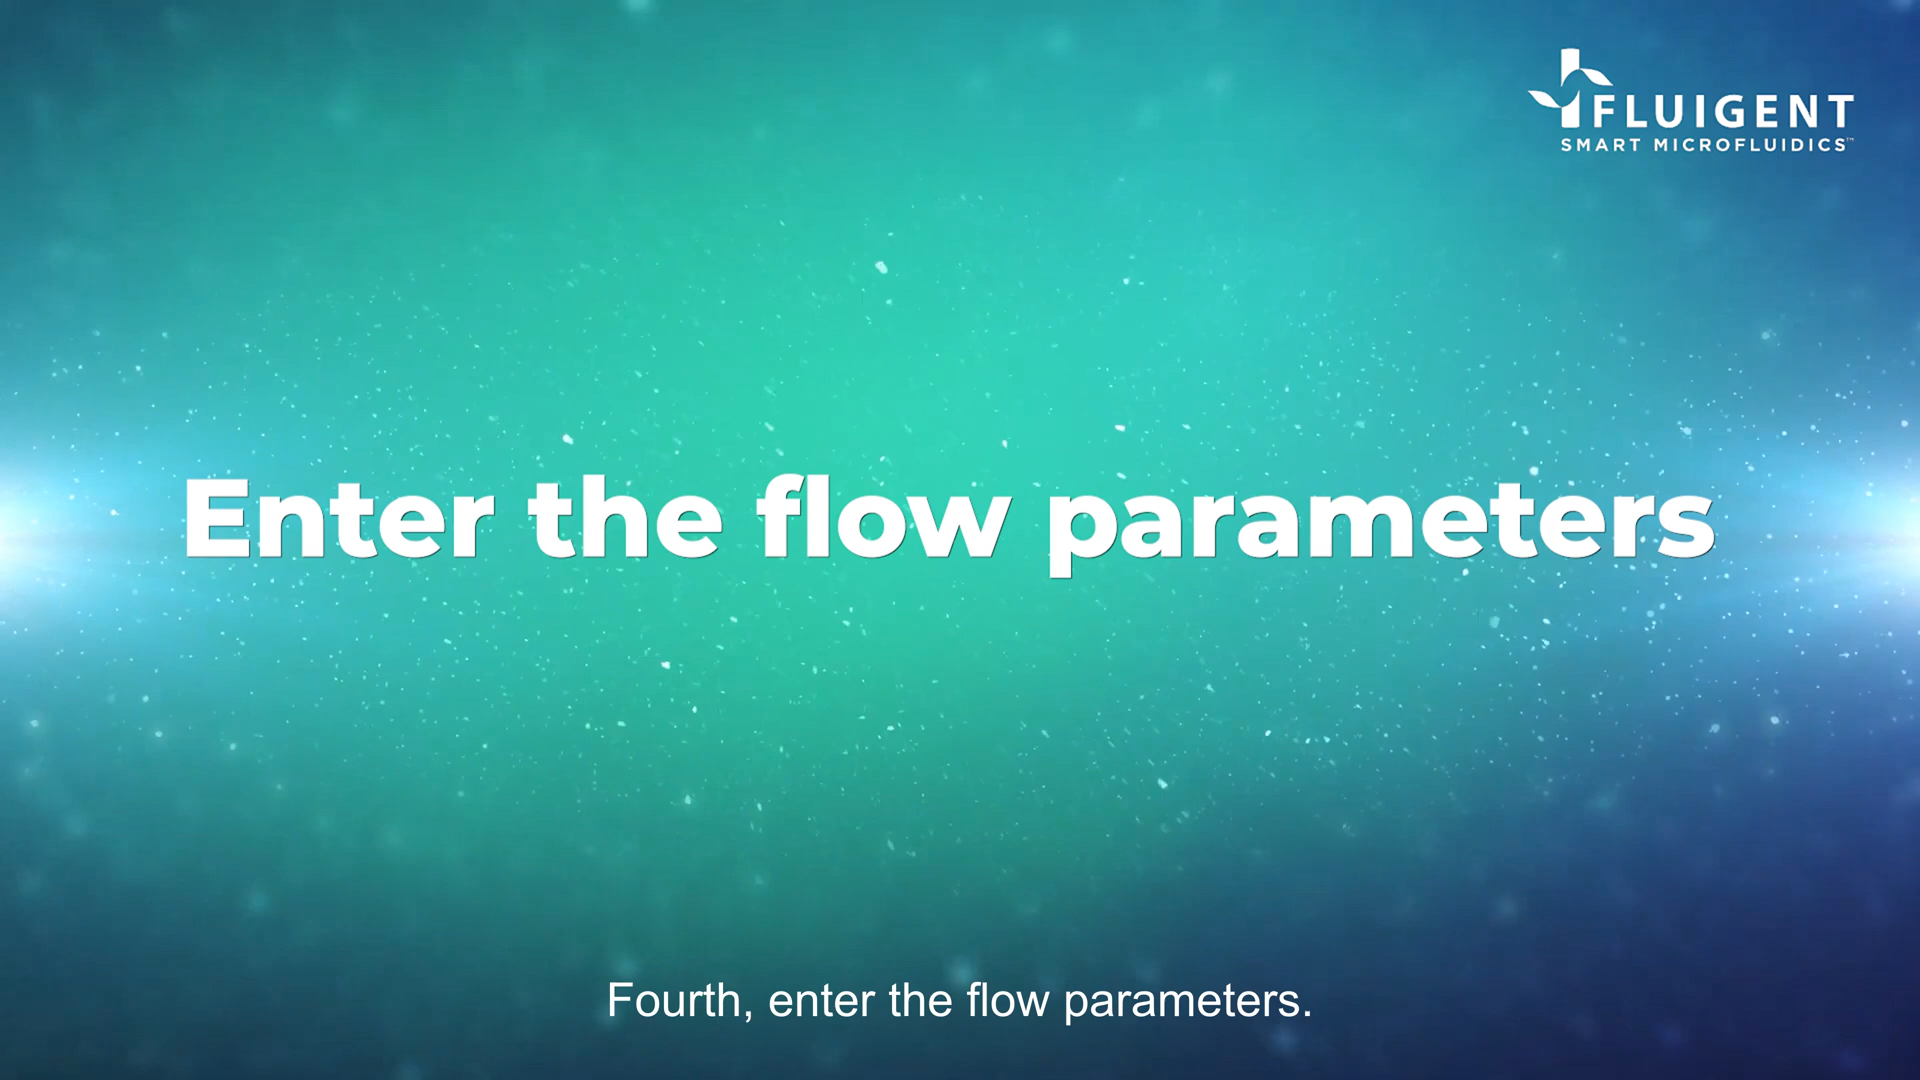 FLUIGENT
SMART MICROFLUIDICS™
Enter the flow parameters
Fourth, enter the flow parameters.